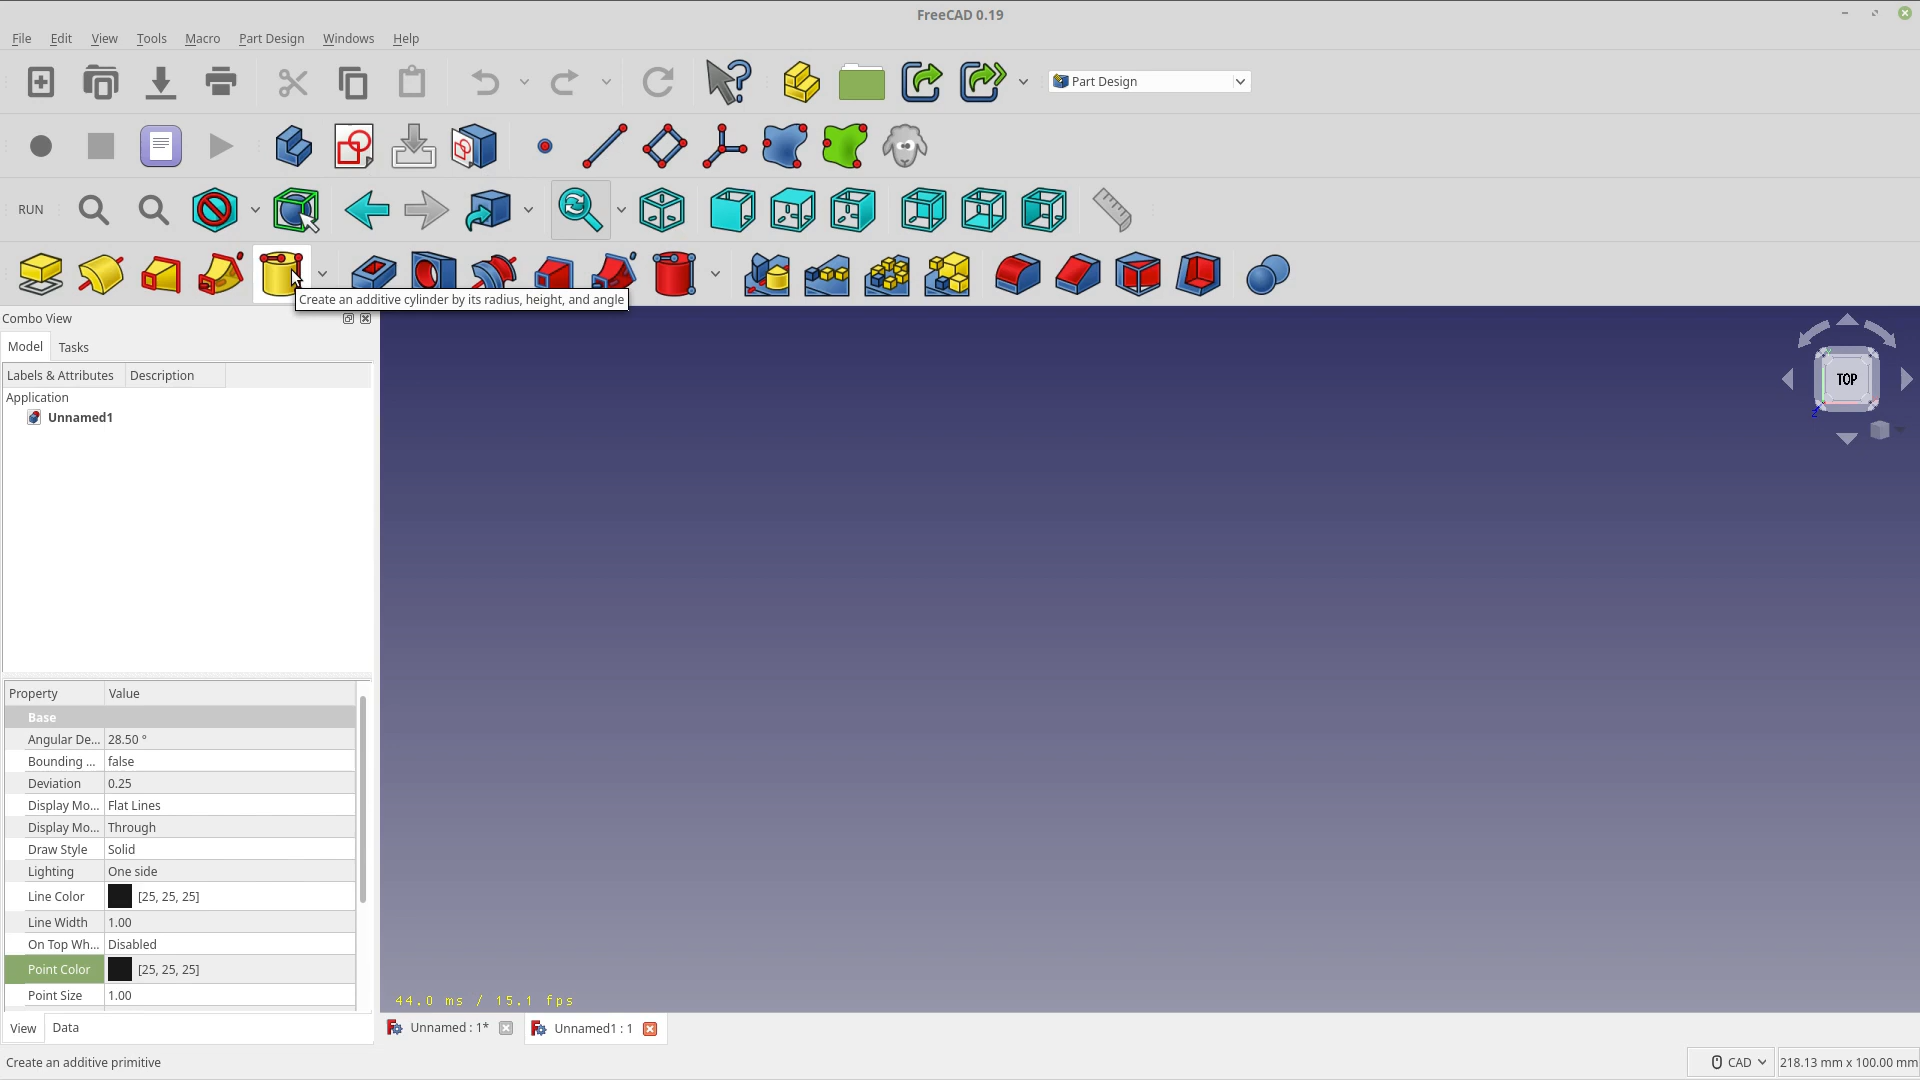 FreeCAD 0.19
File Edit View Tools Macro Part Design Windows Help
Part Design
RUN
Create an additive cylinder by its radius, height, and angle
Combo View
Model Tasks
Labels & Attributes Description
Application
Unnamed1
TOP
Z
Property Value
Base
Angular De... 28.50 °
Bounding ... false
Deviation 0.25
Display Mo... Flat Lines
Display Mo... Through
Draw Style Solid
Lighting One side
Line Color [25, 25, 25]
Line Width 1.00
On Top Wh... Disabled
Point Color [25, 25, 25]
Point Size 1.00
44.0 ms / 15.1 fps
View Data
Unnamed : 1* Unnamed1 : 1
Create an additive primitive
CAD 218.13 mm x 100.00 mm